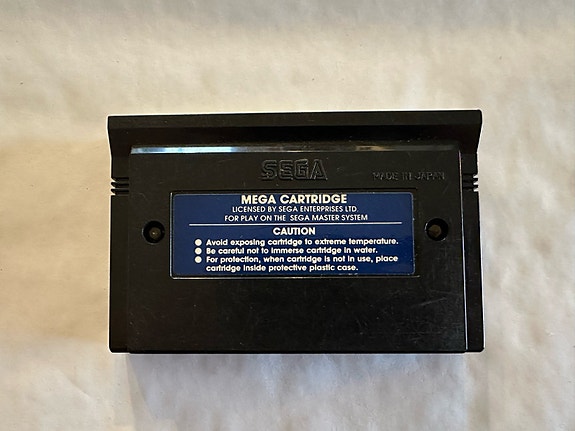 SEGA
MADE IN JAPAN
MEGA CARTRIDGE
LICENSED BY SEGA ENTERPRISES LTD.
FOR PLAY ON THE SEGA MASTER SYSTEM
CAUTION
● Avoid exposing cartridge to extreme temperature.
● Be careful not to immerse cartridge in water.
● For protection, when cartridge is not in use, place
cartridge inside protective plastic case.